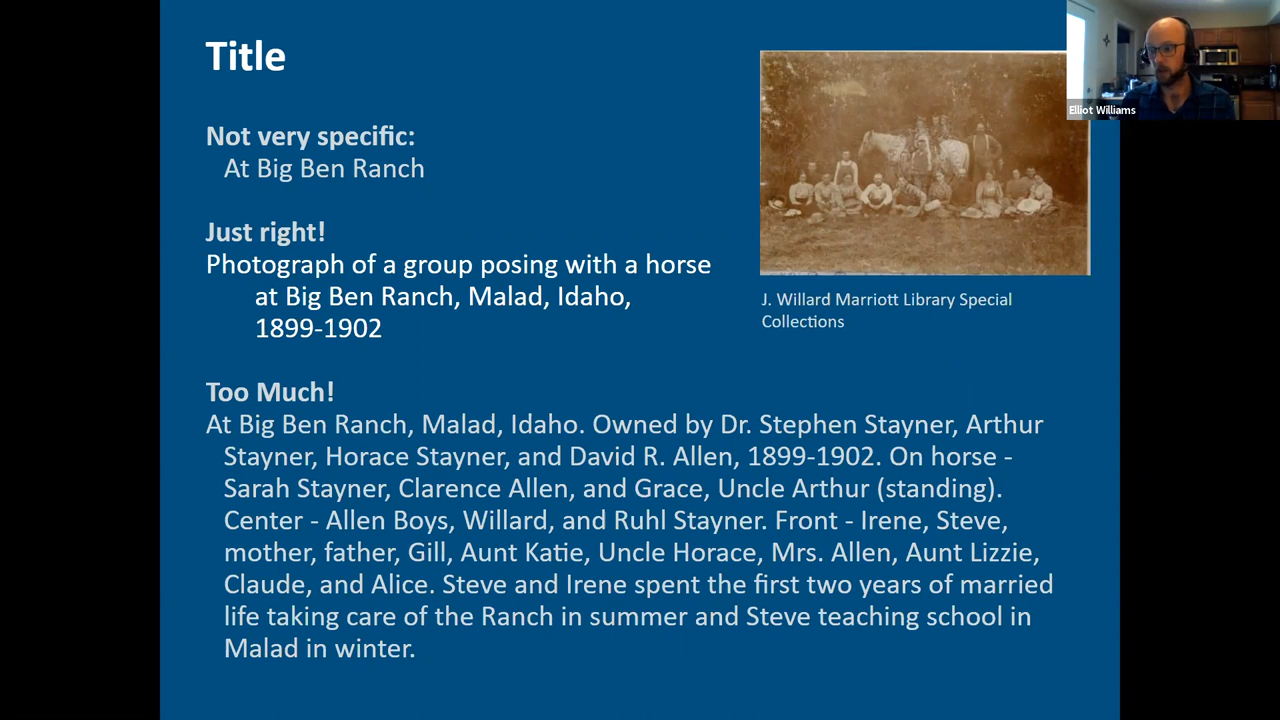 Title
Not very specific:
At Big Ben Ranch
Just right!
Photograph of a group posing with a horse
at Big Ben Ranch, Malad, Idaho,
1899-1902
Too Much!
At Big Ben Ranch, Malad, Idaho. Owned by Dr. Stephen Stayner, Arthur
Stayner, Horace Stayner, and David R. Allen, 1899-1902. On horse -
Sarah Stayner, Clarence Allen, and Grace, Uncle Arthur (standing).
Center - Allen Boys, Willard, and Ruhl Stayner. Front - Irene, Steve,
mother, father, Gill, Aunt Katie, Uncle Horace, Mrs. Allen, Aunt Lizzie,
Claude, and Alice. Steve and Irene spent the first two years of married
life taking care of the Ranch in summer and Steve teaching school in
Malad in winter.
J. Willard Marriott Library Special
Collections
Elliot Williams